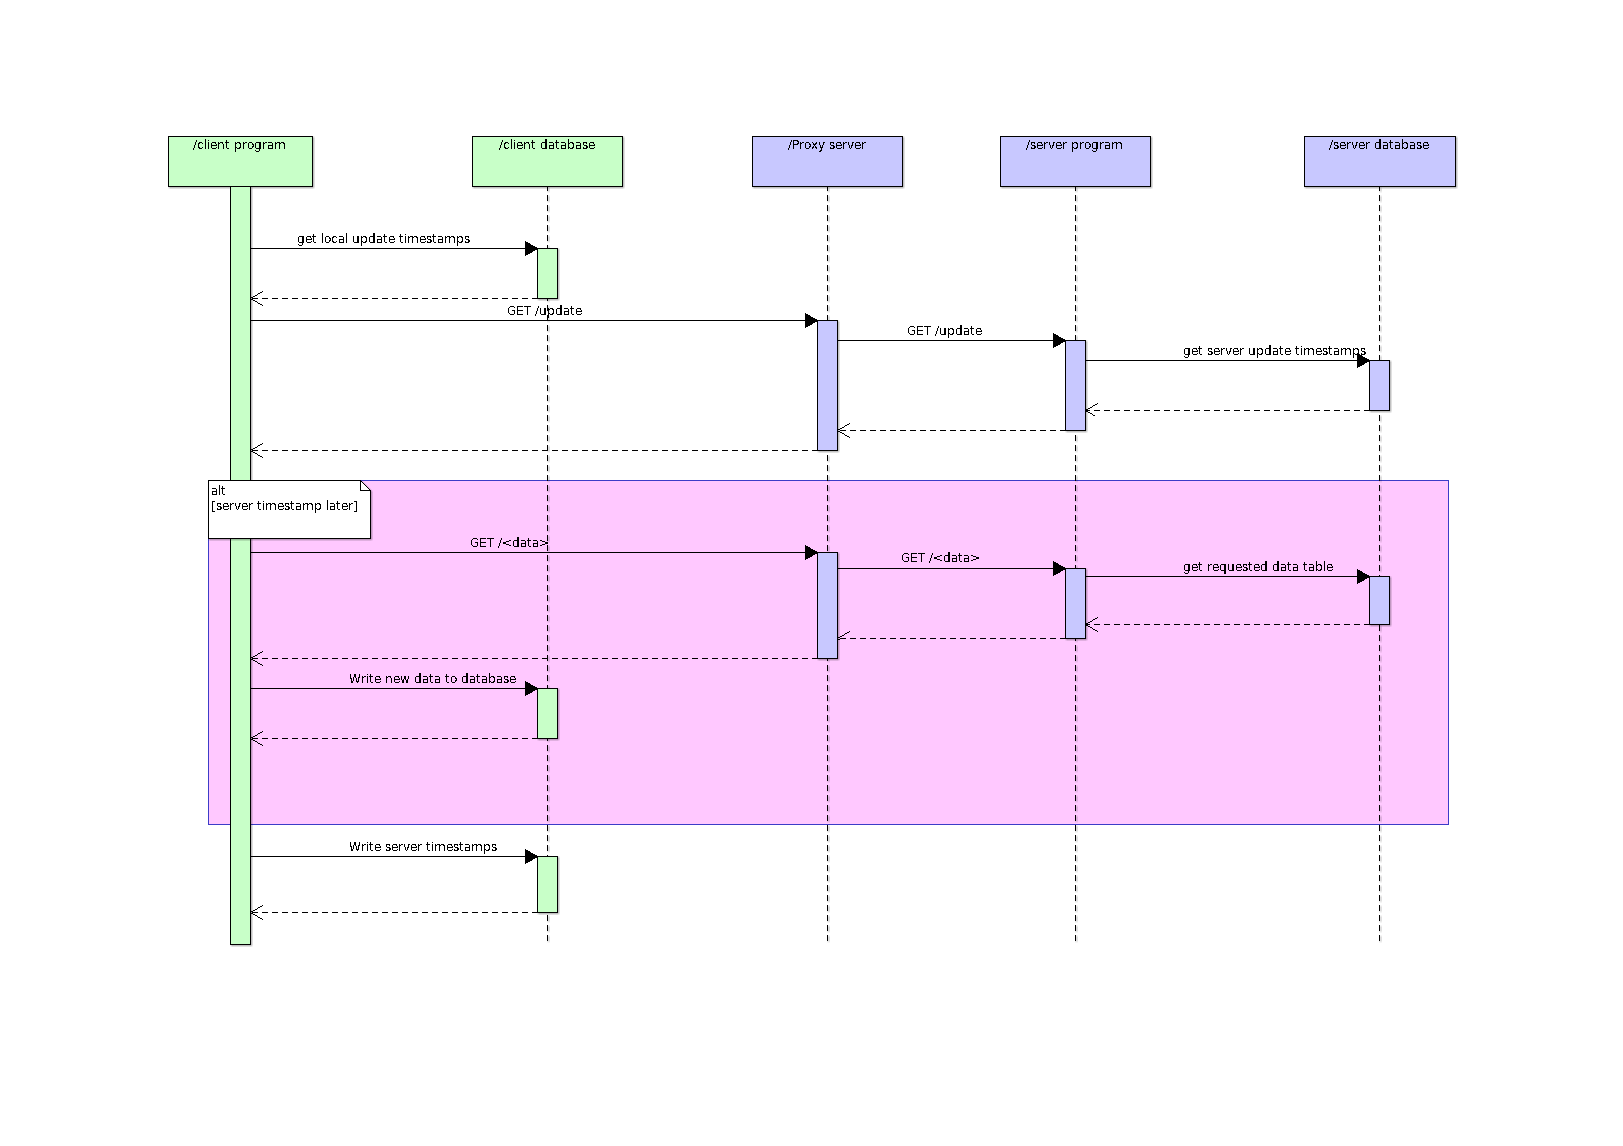 /client program
/client database
/Proxy server
/server program
/server database
get local update timestamps
GET /update
GET /update
get server update timestamps
alt
[server timestamp later]
GET /<data>
GET /<data>
get requested data table
Write new data to database
Write server timestamps